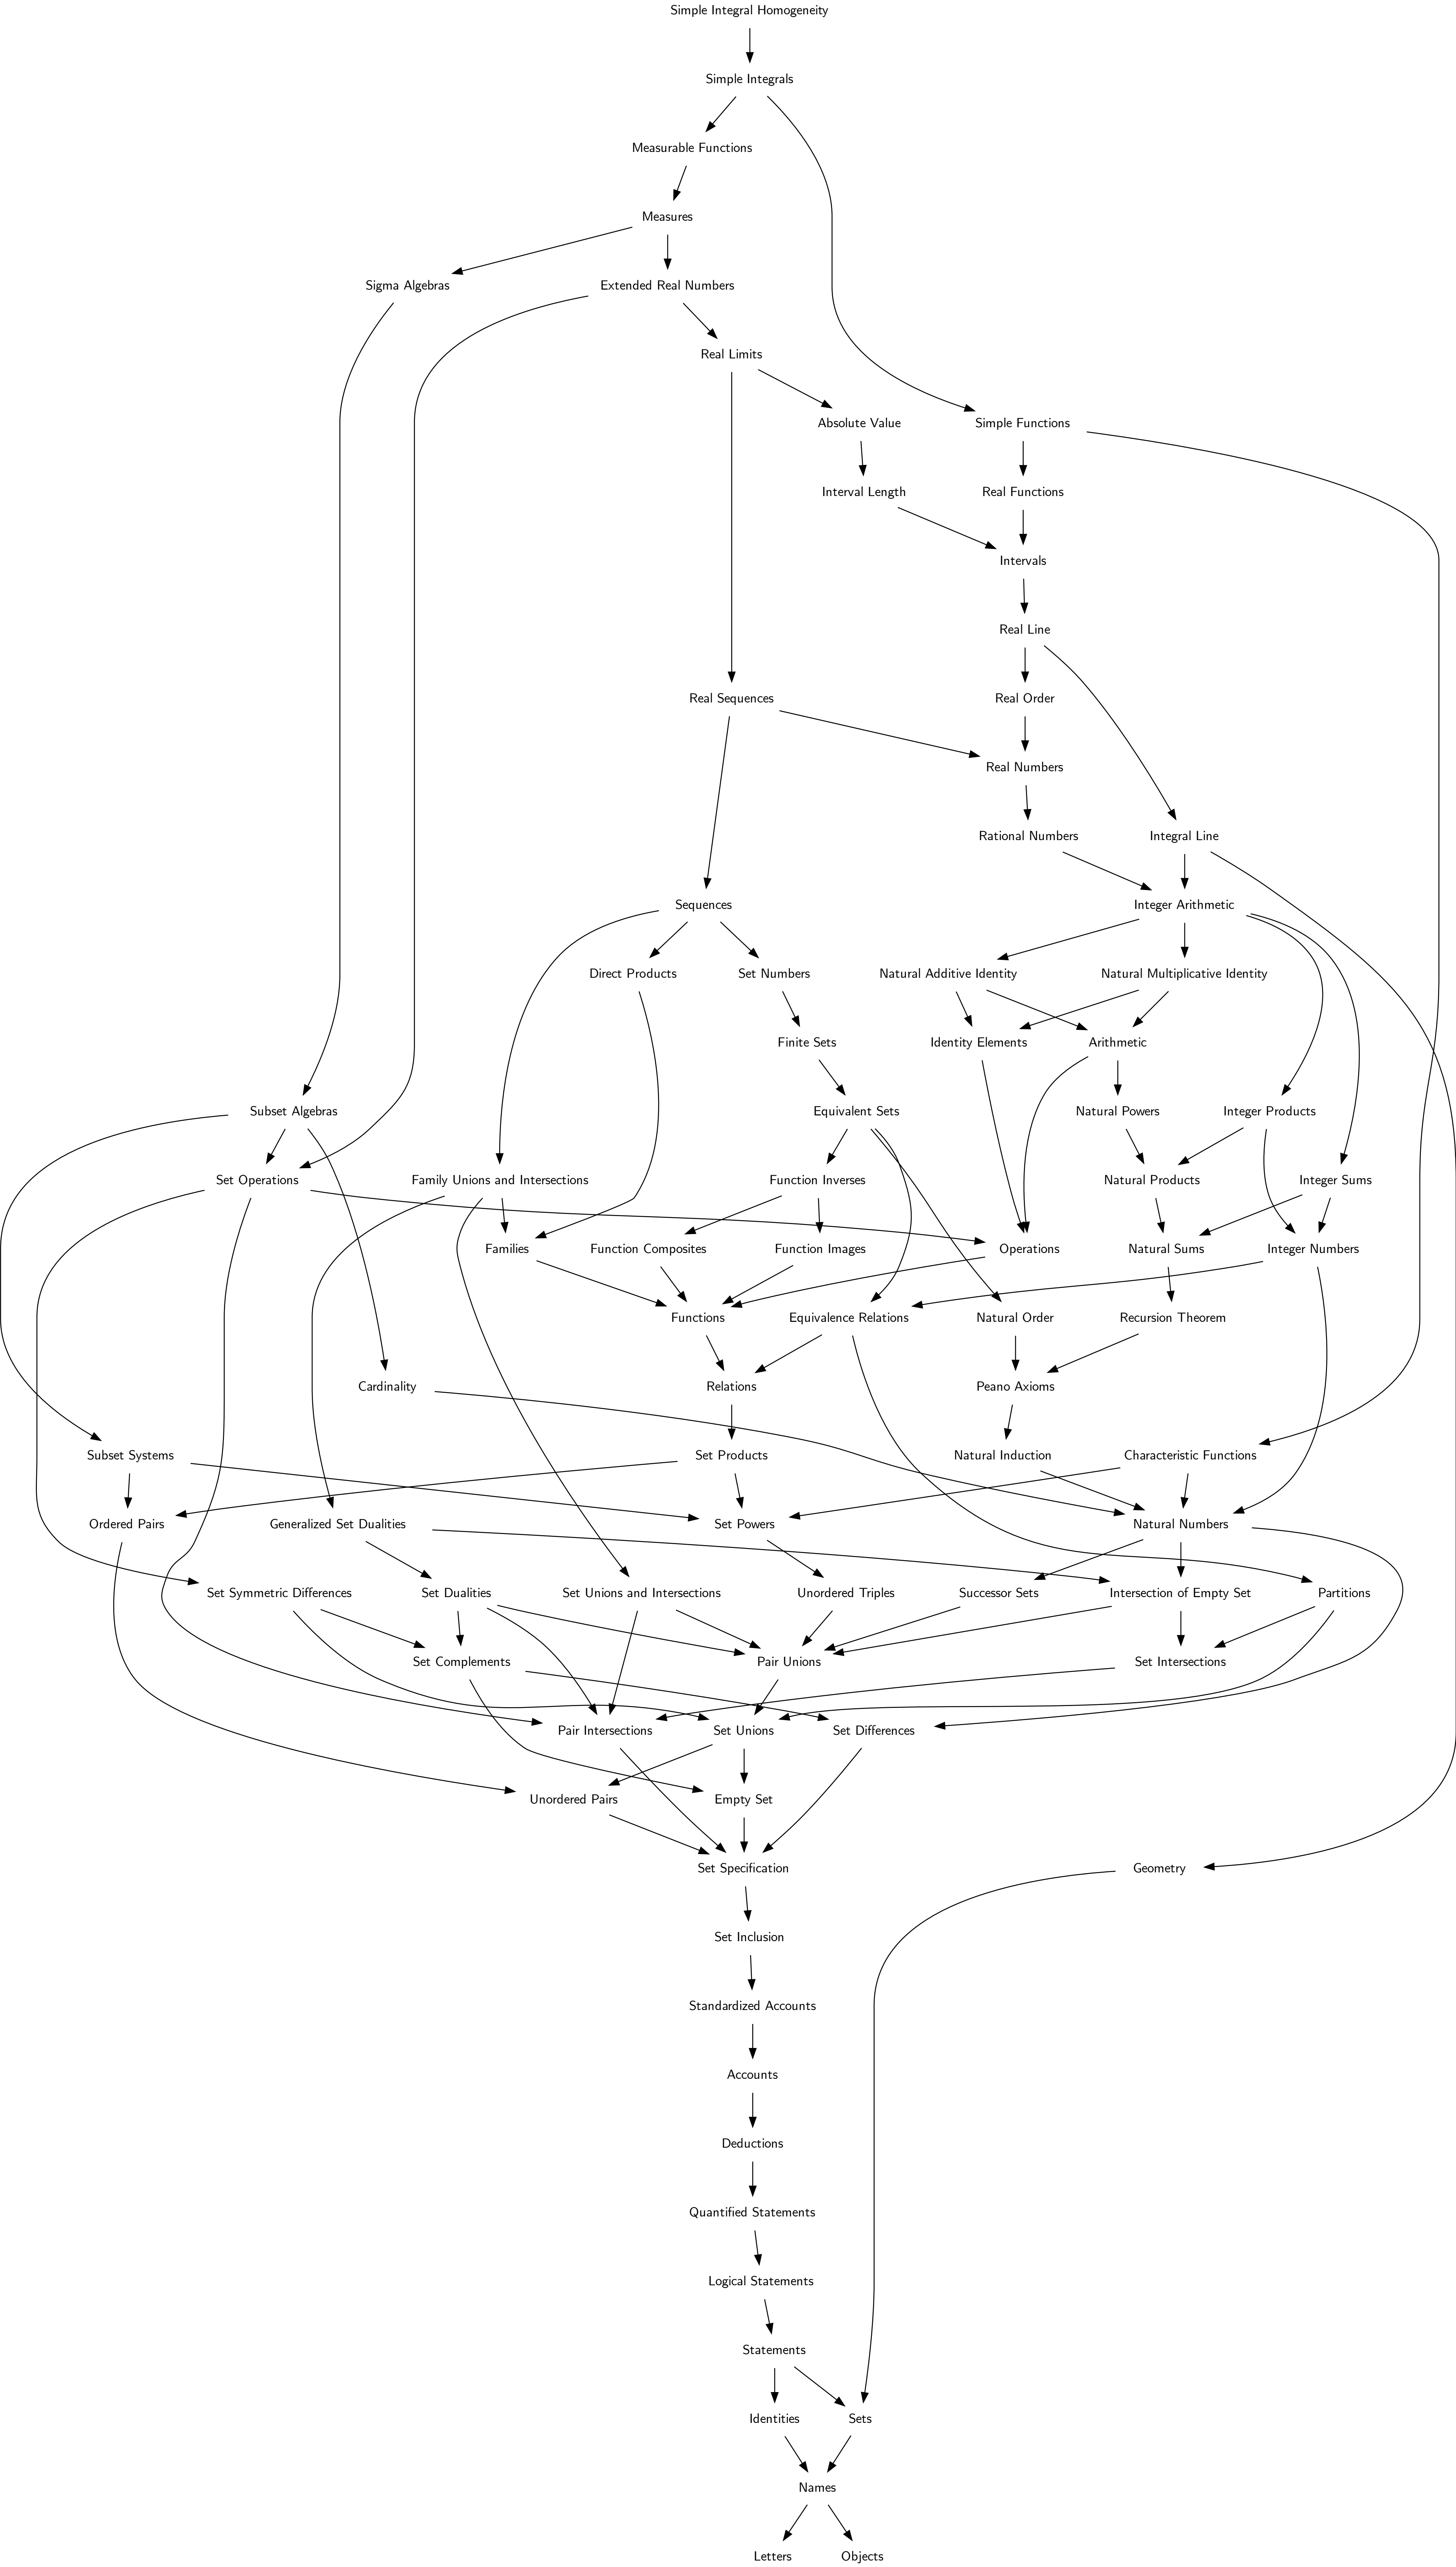 Simple Integral Homogeneity
Simple Integrals
Measurable Functions
Measures
Sigma Algebras
Extended Real Numbers
Real Limits
Absolute Value
Simple Functions
Interval Length
Real Functions
Intervals
Real Line
Real Sequences
Real Order
Real Numbers
Rational Numbers
Integral Line
Sequences
Integer Arithmetic
Direct Products
Set Numbers
Natural Additive Identity
Natural Multiplicative Identity
Finite Sets
Identity Elements
Arithmetic
Subset Algebras
Equivalent Sets
Natural Powers
Integer Products
Set Operations
Family Unions and Intersections
Function Inverses
Natural Products
Integer Sums
Families
Function Composites
Function Images
Operations
Natural Sums
Integer Numbers
Functions
Equivalence Relations
Natural Order
Recursion Theorem
Cardinality
Relations
Peano Axioms
Subset Systems
Set Products
Natural Induction
Characteristic Functions
Ordered Pairs
Generalized Set Dualities
Set Powers
Natural Numbers
Set Symmetric Differences
Set Dualities
Set Unions and Intersections
Unordered Triples
Successor Sets
Intersection of Empty Set
Partitions
Set Complements
Pair Unions
Set Intersections
Pair Intersections
Set Unions
Set Differences
Unordered Pairs
Empty Set
Set Specification
Geometry
Set Inclusion
Standardized Accounts
Accounts
Deductions
Quantified Statements
Logical Statements
Statements
Identities
Sets
Names
Letters
Objects